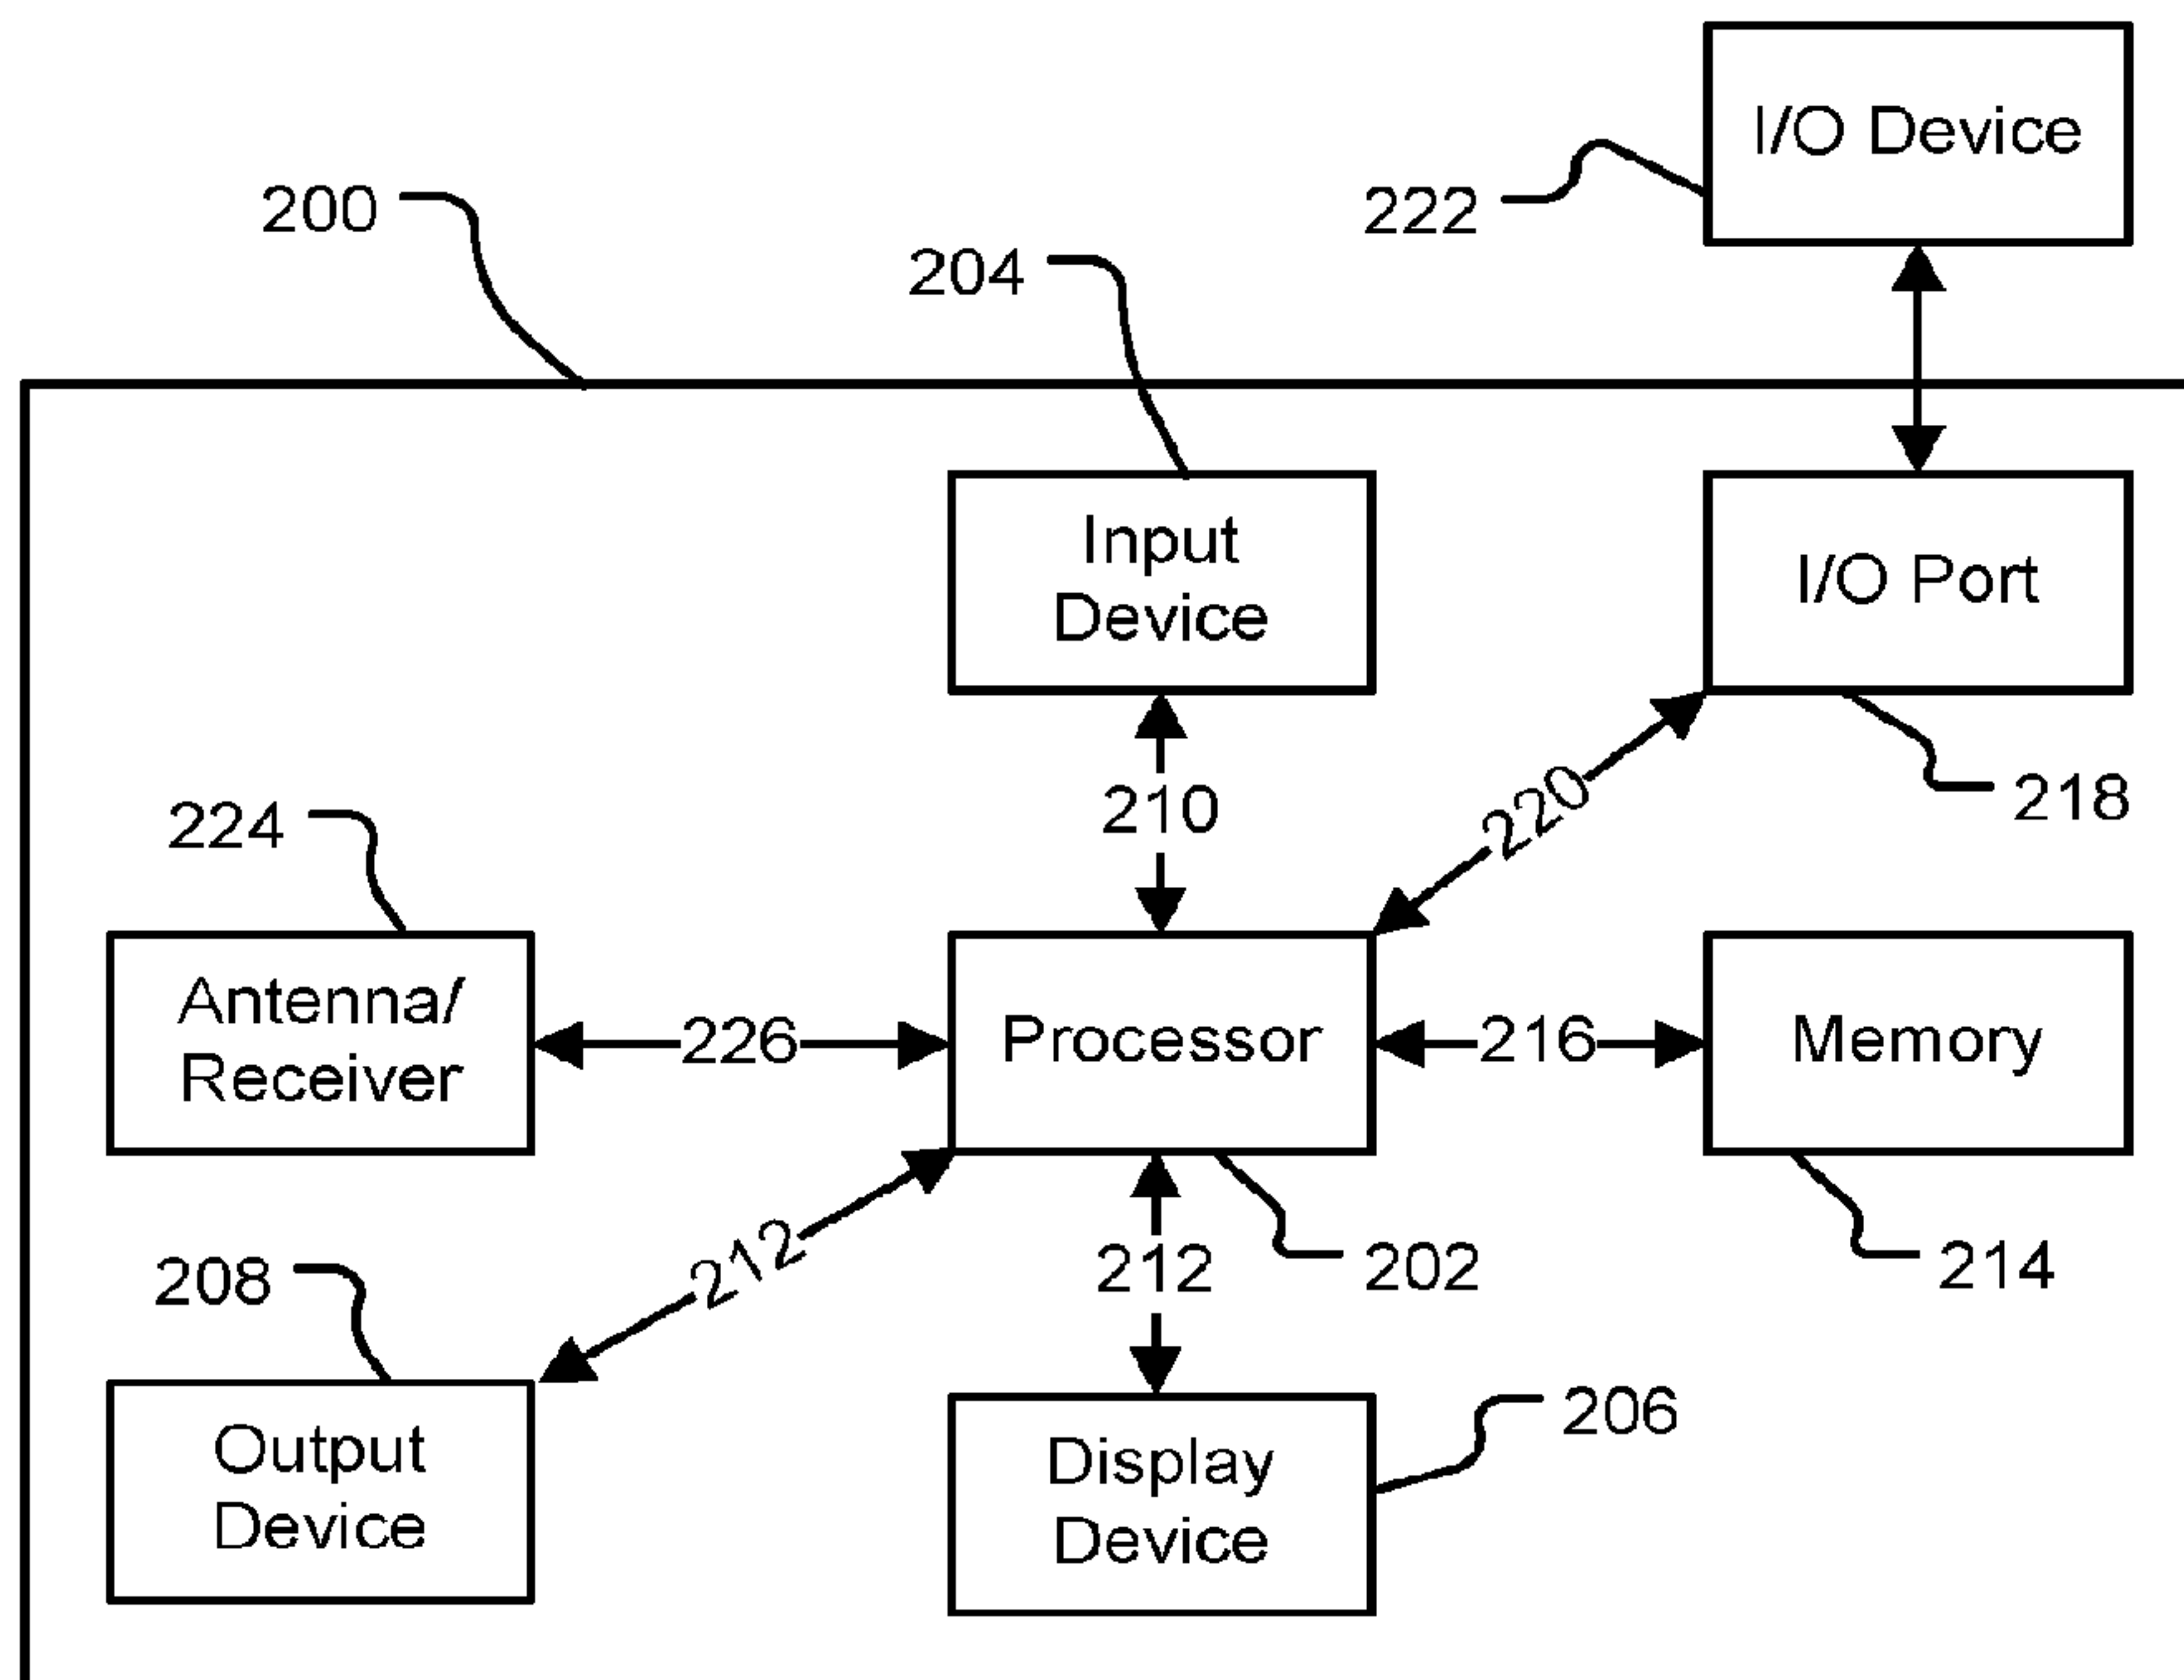 I/O Device
222
200
204
Input
Device
I/O Port
210
220
218
224
Antenna/
Receiver
226
Processor
216
Memory
212
212
202
214
208
206
Output
Device
Display
Device